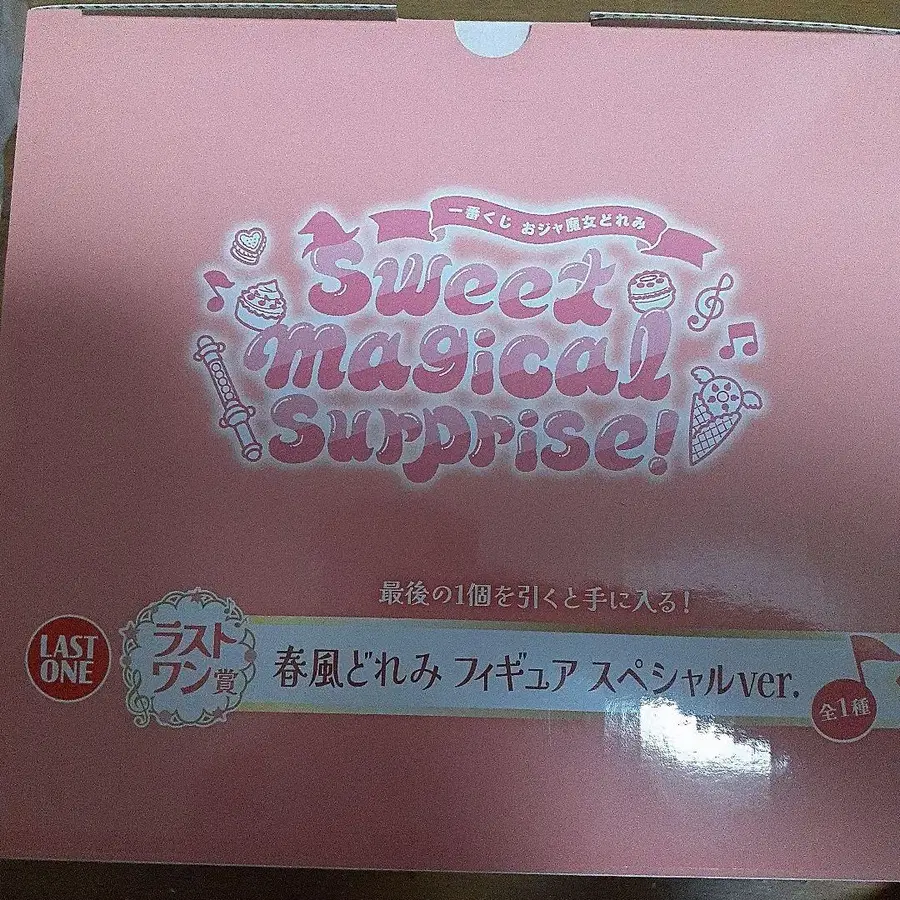 一番くじ おジャ魔女どれみ
Sweet
magical
Surprise!
最後の1個を引くと手に入る!
LAST
ONE
ラスト
ワン賞
春風どれみ フィギュア スペシャルver.
全1種